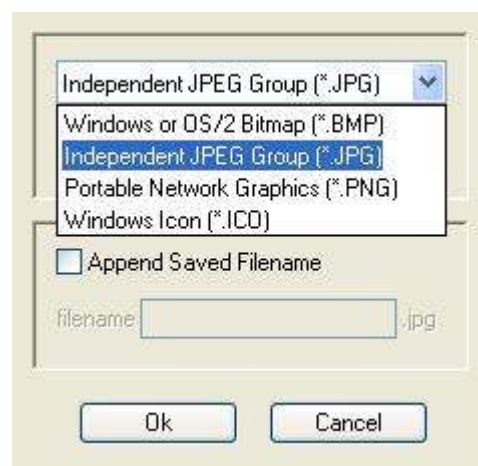 Independent JPEG Group (*.JPG)
Windows or OS/2 Bitmap (*.BMP)
Independent JPEG Group (*.JPG)
Portable Network Graphics (*.PNG)
Windows Icon (*.ICO)
Append Saved Filename
filename .jpg
Ok Cancel